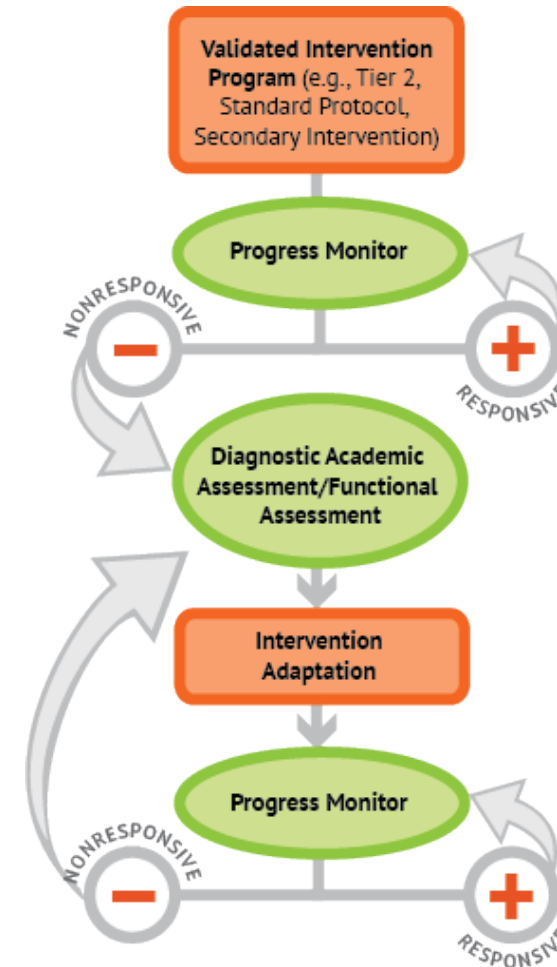 Validated Intervention
Program (e.g., Tier 2,
Standard Protocol,
Secondary Intervention)
Progress Monitor
NONRESPONSIVE
RESPONSIVE
Diagnostic Academic
Assessment/Functional
Assessment
Intervention
Adaptation
Progress Monitor
NONRESPONSIVE
RESPONSIVE